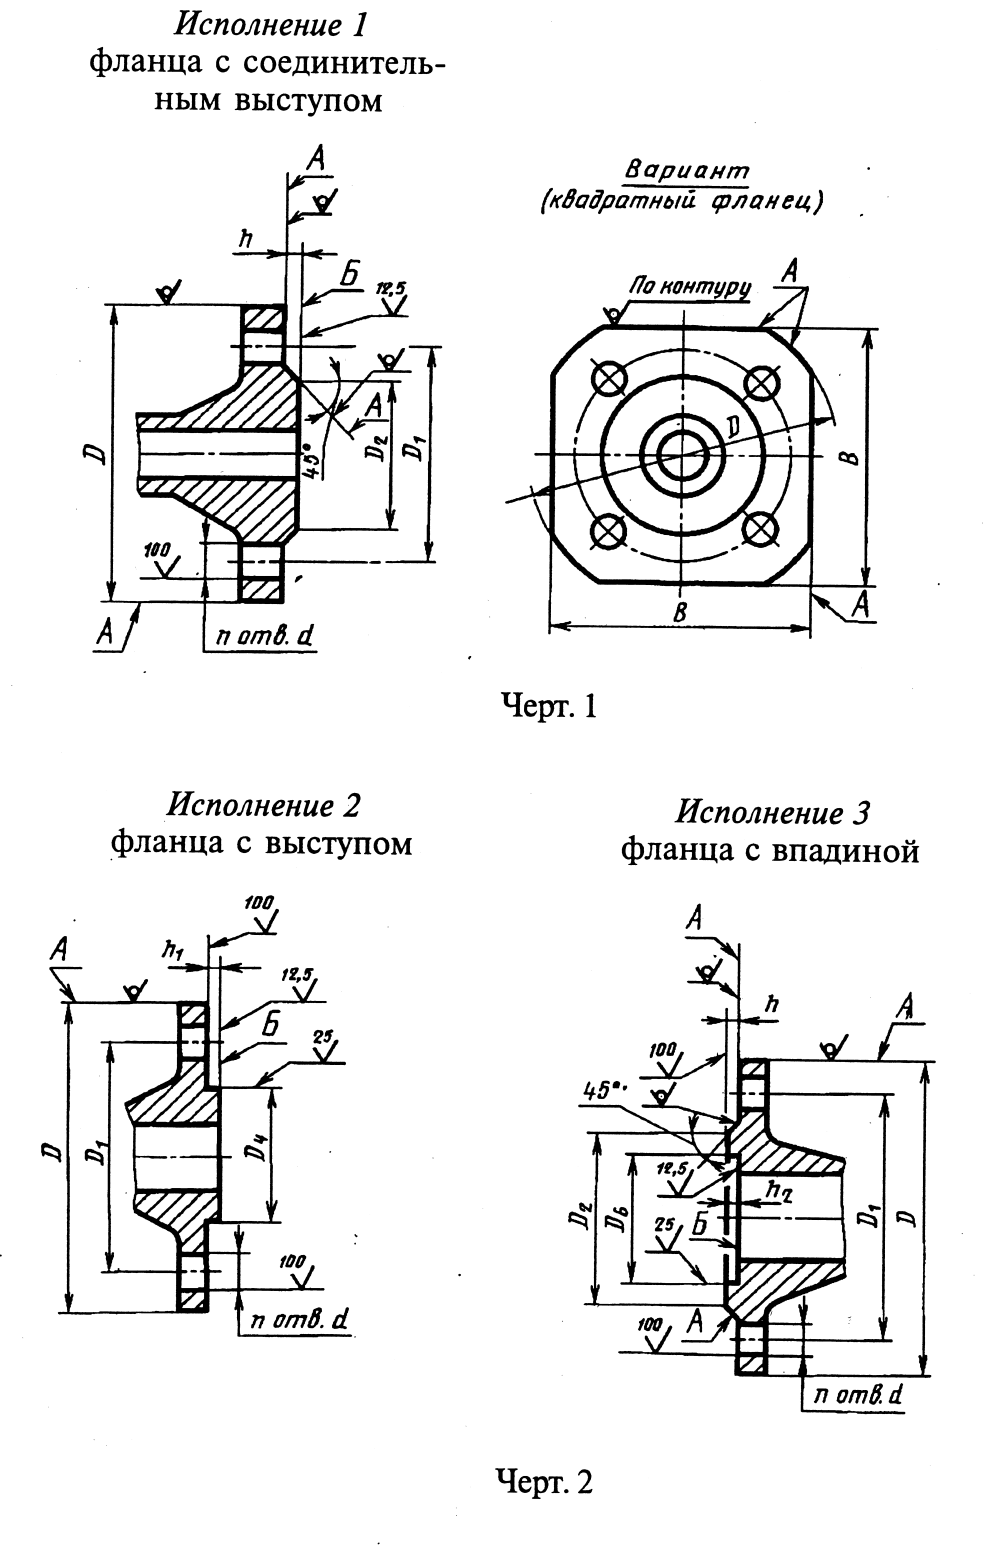 Исполнение 1
фланца с соединитель-
ным выступом
А
h
Б
12,5
А
45°
D
D2
D1
100
А
n отв. d
Вариант
(квадратный фланец)
По контуру
А
D
В
В
А
Черт. 1
Исполнение 2
фланца с выступом
100
А
h1
12,5
Б
25
D
D1
D4
100
n отв. d
Исполнение 3
фланца с впадиной
А
h
А
100
45°
12,5
h2
D2
D6
25
Б
D1
D
А
100
n отв. d
Черт. 2